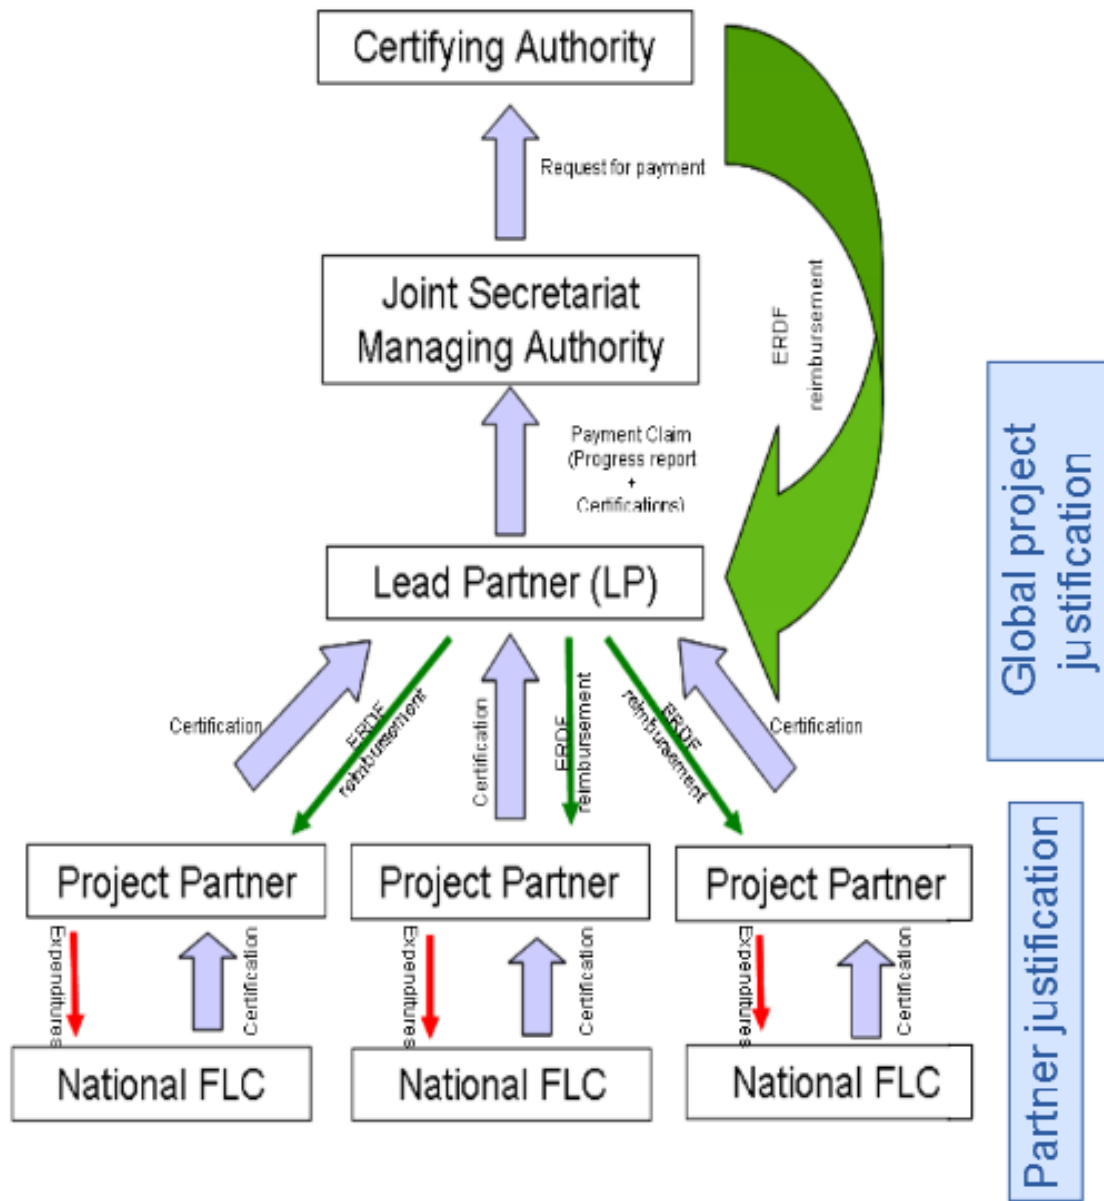 Certifying Authority
Request for payment
Joint Secretariat
Managing Authority
ERDF
reimbursement
Payment Claim
(Progress report
+
Certifications)
Lead Partner (LP)
Global project
justification
Certification
ERDF
reimbursement
Certification
ERDF
reimbursement
ERDF
reimbursement
Certification
Project Partner
Project Partner
Project Partner
Expenditures
Certification
Expenditures
Certification
Expenditures
Certification
National FLC
National FLC
National FLC
Partner justification